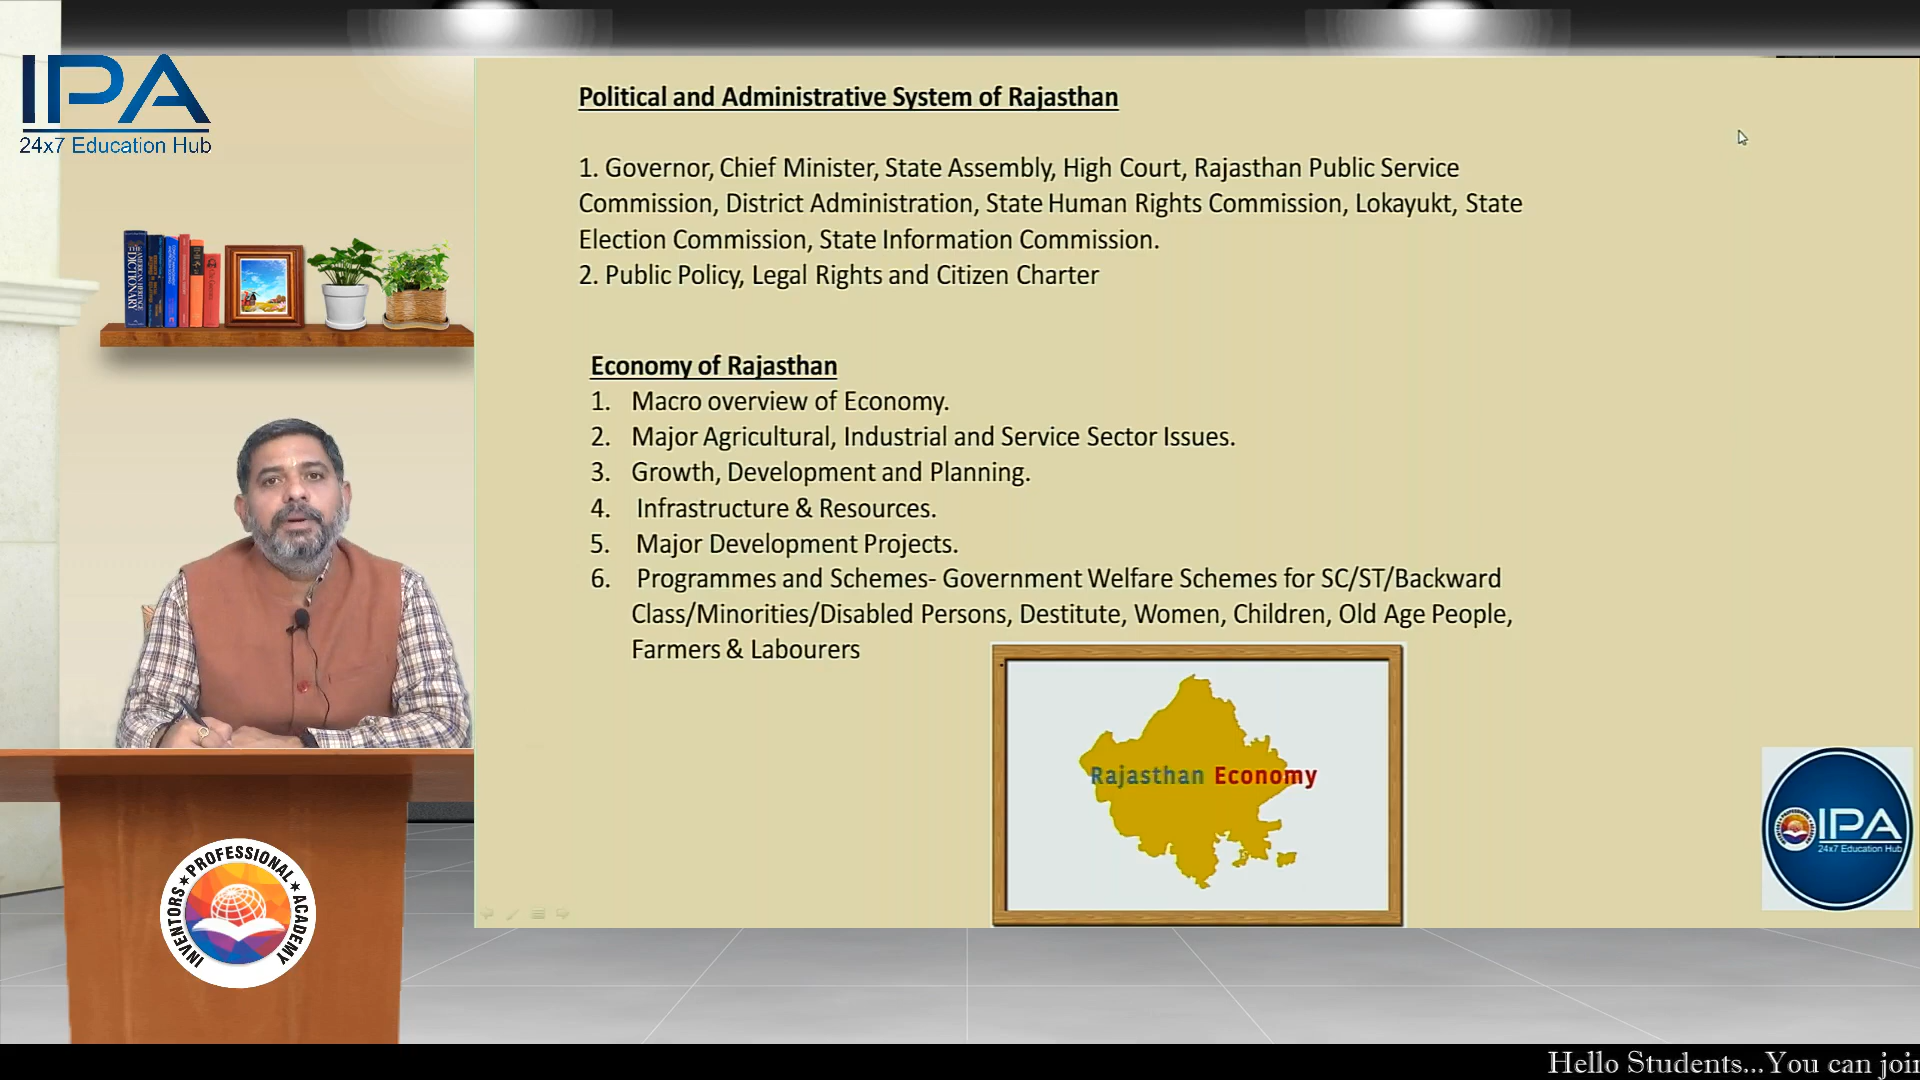 IPA
24x7 Education Hub
Political and Administrative System of Rajasthan
1. Governor, Chief Minister, State Assembly, High Court, Rajasthan Public Service
Commission, District Administration, State Human Rights Commission, Lokayukt, State
Election Commission, State Information Commission.
2. Public Policy, Legal Rights and Citizen Charter
Economy of Rajasthan
1. Macro overview of Economy.
2. Major Agricultural, Industrial and Service Sector Issues.
3. Growth, Development and Planning.
4. Infrastructure & Resources.
5. Major Development Projects.
6. Programmes and Schemes- Government Welfare Schemes for SC/ST/Backward
Class/Minorities/Disabled Persons, Destitute, Women, Children, Old Age People,
Farmers & Labourers
Rajasthan Economy
DICTIONARY
INVENTORS ★ PROFESSIONAL ★ ACADEMY
IPA
24x7 Education Hub
Hello Students...You can join